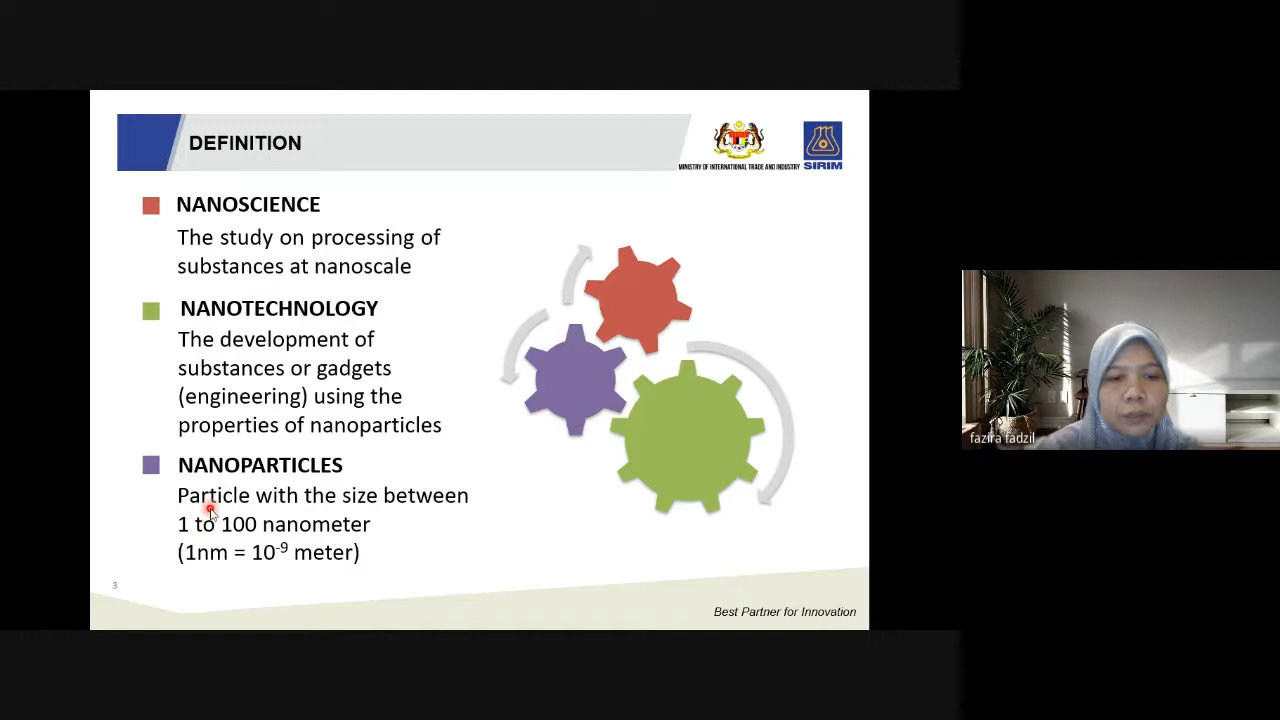 DEFINITION
MINISTRY OF INTERNATIONAL TRADE AND INDUSTRY
SIRIM
NANOSCIENCE
The study on processing of
substances at nanoscale
NANOTECHNOLOGY
The development of
substances or gadgets
(engineering) using the
properties of nanoparticles
NANOPARTICLES
Particle with the size between
1 to 100 nanometer
(1nm = 10⁻⁹ meter)
3
Best Partner for Innovation
fazira fadzil